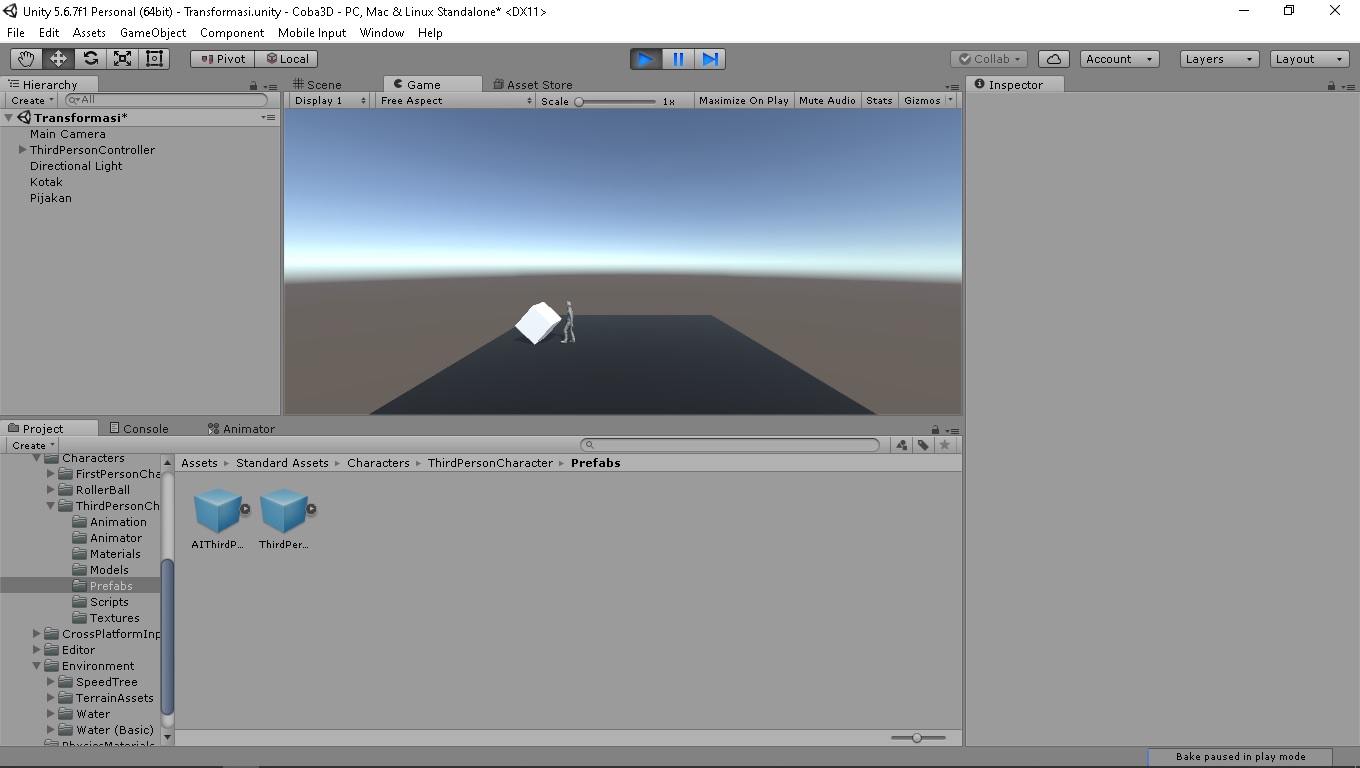 Unity 5.6.7f1 Personal (64bit) - Transformasi.unity - Coba3D - PC, Mac & Linux Standalone* <DX11>
File Edit Assets GameObject Component Mobile Input Window Help
Pivot Local Collab Account Layers Layout
Hierarchy
Create All
Transformasi*
Main Camera
ThirdPersonController
Directional Light
Kotak
Pijakan
Scene Game Asset Store
Display 1 Free Aspect Scale 1x Maximize On Play Mute Audio Stats Gizmos
Inspector
Project Console Animator
Create
Characters
FirstPersonCha
RollerBall
ThirdPersonCh
Animation
Animator
Materials
Models
Prefabs
Scripts
Textures
CrossPlatformInp
Editor
Environment
SpeedTree
TerrainAssets
Water
Water (Basic)
PhysicsMaterials
Assets Standard Assets Characters ThirdPersonCharacter Prefabs
AIThirdP... ThirdPer...
Bake paused in play mode